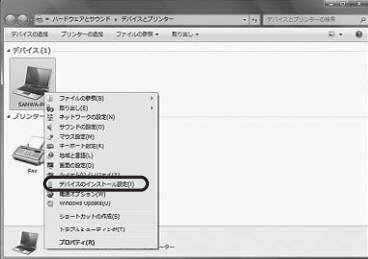 ハードウェアとサウンド ▸ デバイスとプリンター
デバイスとプリンターの検索
デバイスの追加 プリンターの追加 ファイルの参照 取り出し
デバイス (1)
SANWA-P
ファイルの参照(B)
取り出し(E)
ネットワークの設定(N)
サウンドの設定(O)
マウス設定(M)
キーボード設定(K)
地域と言語(L)
画面の設定(D)
デバイスのインストール設定(I)
電源オプション(W)
Windows Update(U)
ショートカットの作成(S)
トラブルシューティング(T)
プロパティ(R)
プリンター
Fax